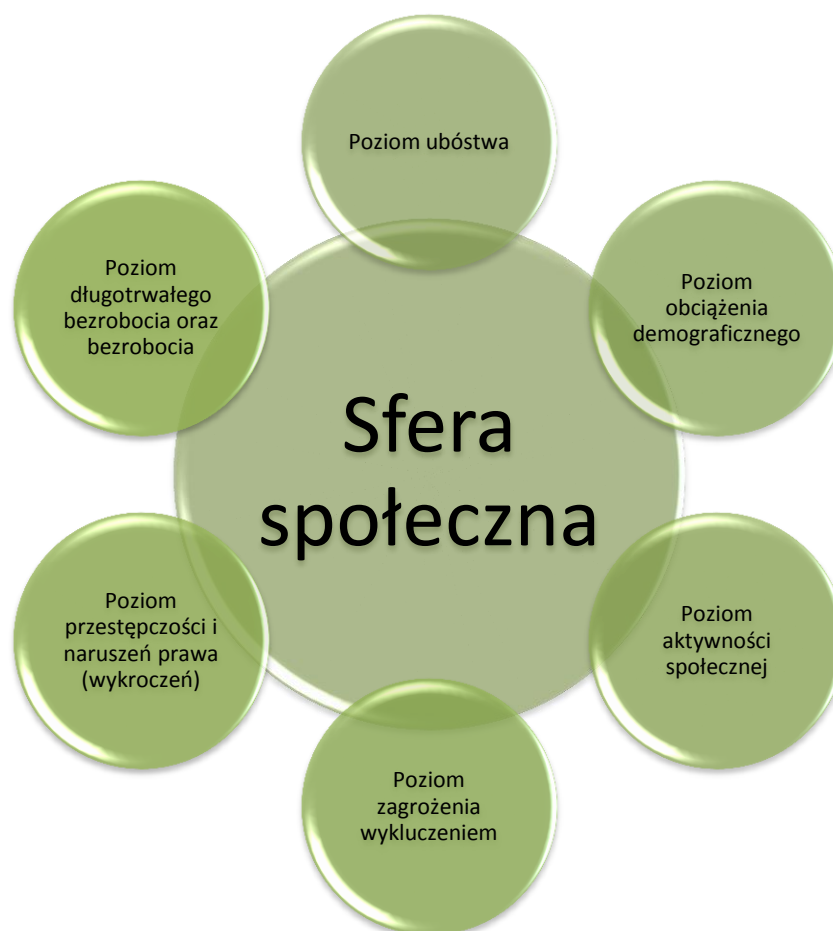 Poziom ubóstwa
Poziom
obciążenia
demograficznego
Poziom
aktywności
społecznej
Poziom
zagrożenia
wykluczeniem
Poziom
przestępczości i
naruszeń prawa
(wykroczeń)
Poziom
długotrwałego
bezrobocia oraz
bezrobocia
Sfera
społeczna